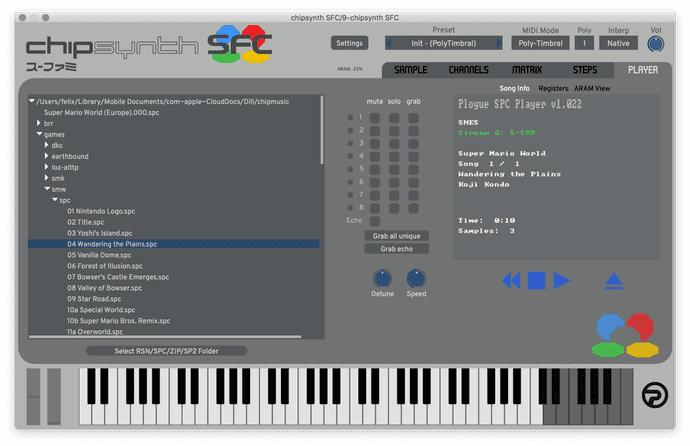 chipsynth SFC/9-chipsynth SFC
chipsynth SFC
スーファミ
Settings
ARAM: 23%
Preset
Init - (PolyTimbral)
MIDI Mode
Poly-Timbral
Poly
1
Interp
Native
Vol
SAMPLE
CHANNELS
MATRIX
STEPS
PLAYER
/Users/felix/Library/Mobile Documents/com~apple~CloudDocs/Dill/chipmusic
Super Mario World (Europe).000.spc
brr
games
dkc
earthbound
loz-alttp
smk
smw
spc
01 Nintendo Logo.spc
02 Title.spc
03 Yoshi's Island.spc
04 Wandering the Plains.spc
05 Vanilla Dome.spc
06 Forest of Illusion.spc
07 Bowser's Castle Emerges.spc
08 Valley of Bowser.spc
09 Star Road.spc
10a Special World.spc
10b Super Mario Bros. Remix.spc
11a Overworld.spc
Select RSN/SPC/ZIP/SP2 Folder
mute solo grab
1
2
3
4
5
6
7
8
Echo
Grab all unique
Grab echo
Detune
Speed
Song Info
Registers
ARAM View
Plogue SPC Player v1.022
SNES
Stream 0: S-SMP
Super Mario World
Song 1 / 1
Wandering the Plains
Koji Kondo
Time: 0:10
Samples: 3